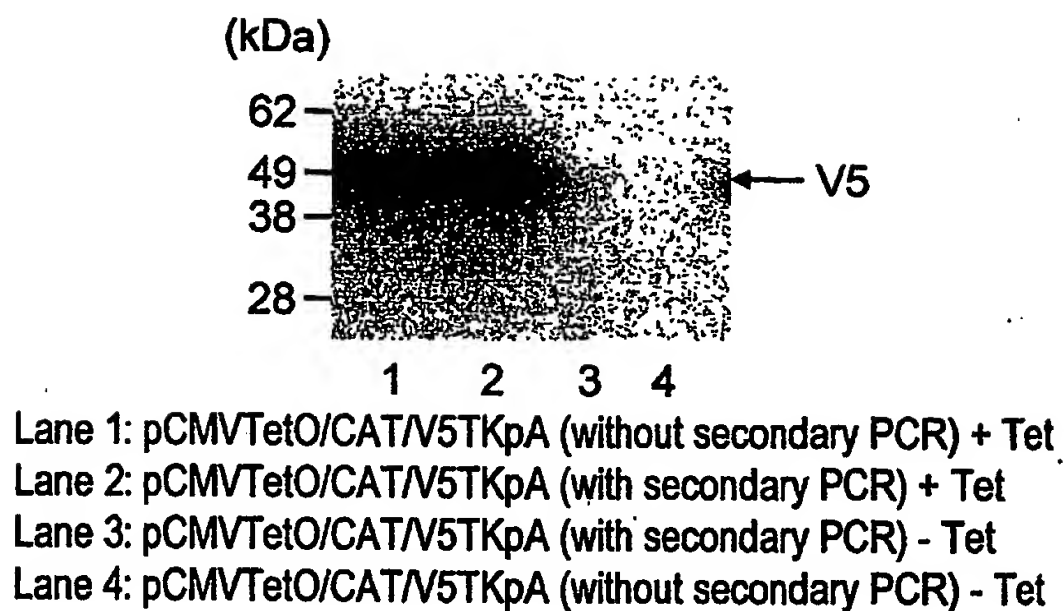 (kDa)
62
49
38
28
V5
1 2 3 4
Lane 1: pCMVTetO/CAT/V5TKpA (without secondary PCR) + Tet
Lane 2: pCMVTetO/CAT/V5TKpA (with secondary PCR) + Tet
Lane 3: pCMVTetO/CAT/V5TKpA (with secondary PCR) - Tet
Lane 4: pCMVTetO/CAT/V5TKpA (without secondary PCR) - Tet